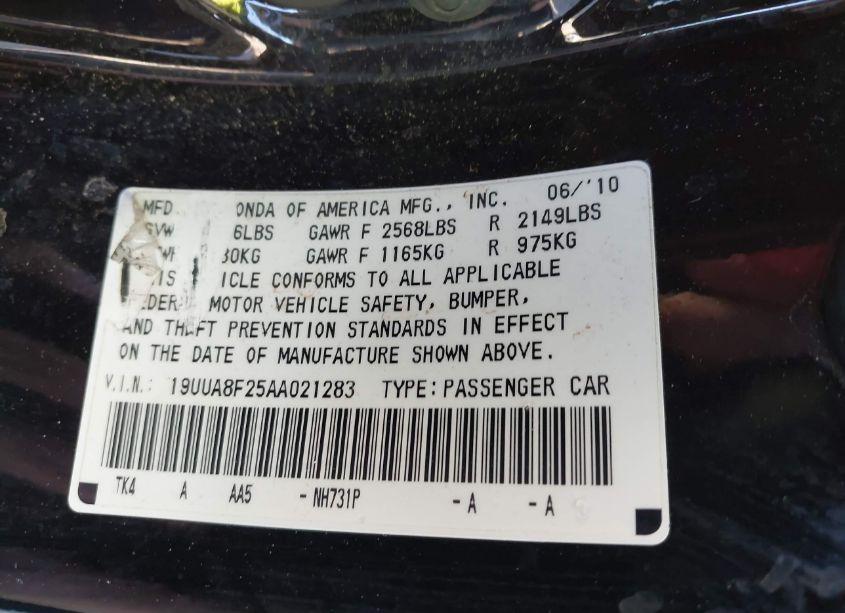 MFD. ONDA OF AMERICA MFG., INC. 06/'10
GVW 6LBS GAWR F 2568LBS R 2149LBS
30KG GAWR F 1165KG R 975KG
IS ICLE CONFORMS TO ALL APPLICABLE
EDER MOTOR VEHICLE SAFETY, BUMPER,
AND THEFT PREVENTION STANDARDS IN EFFECT
ON THE DATE OF MANUFACTURE SHOWN ABOVE.
V.I.N.: 19UUA8F25AA021283 TYPE:PASSENGER CAR
TK4 A AA5 -NH731P -A -A